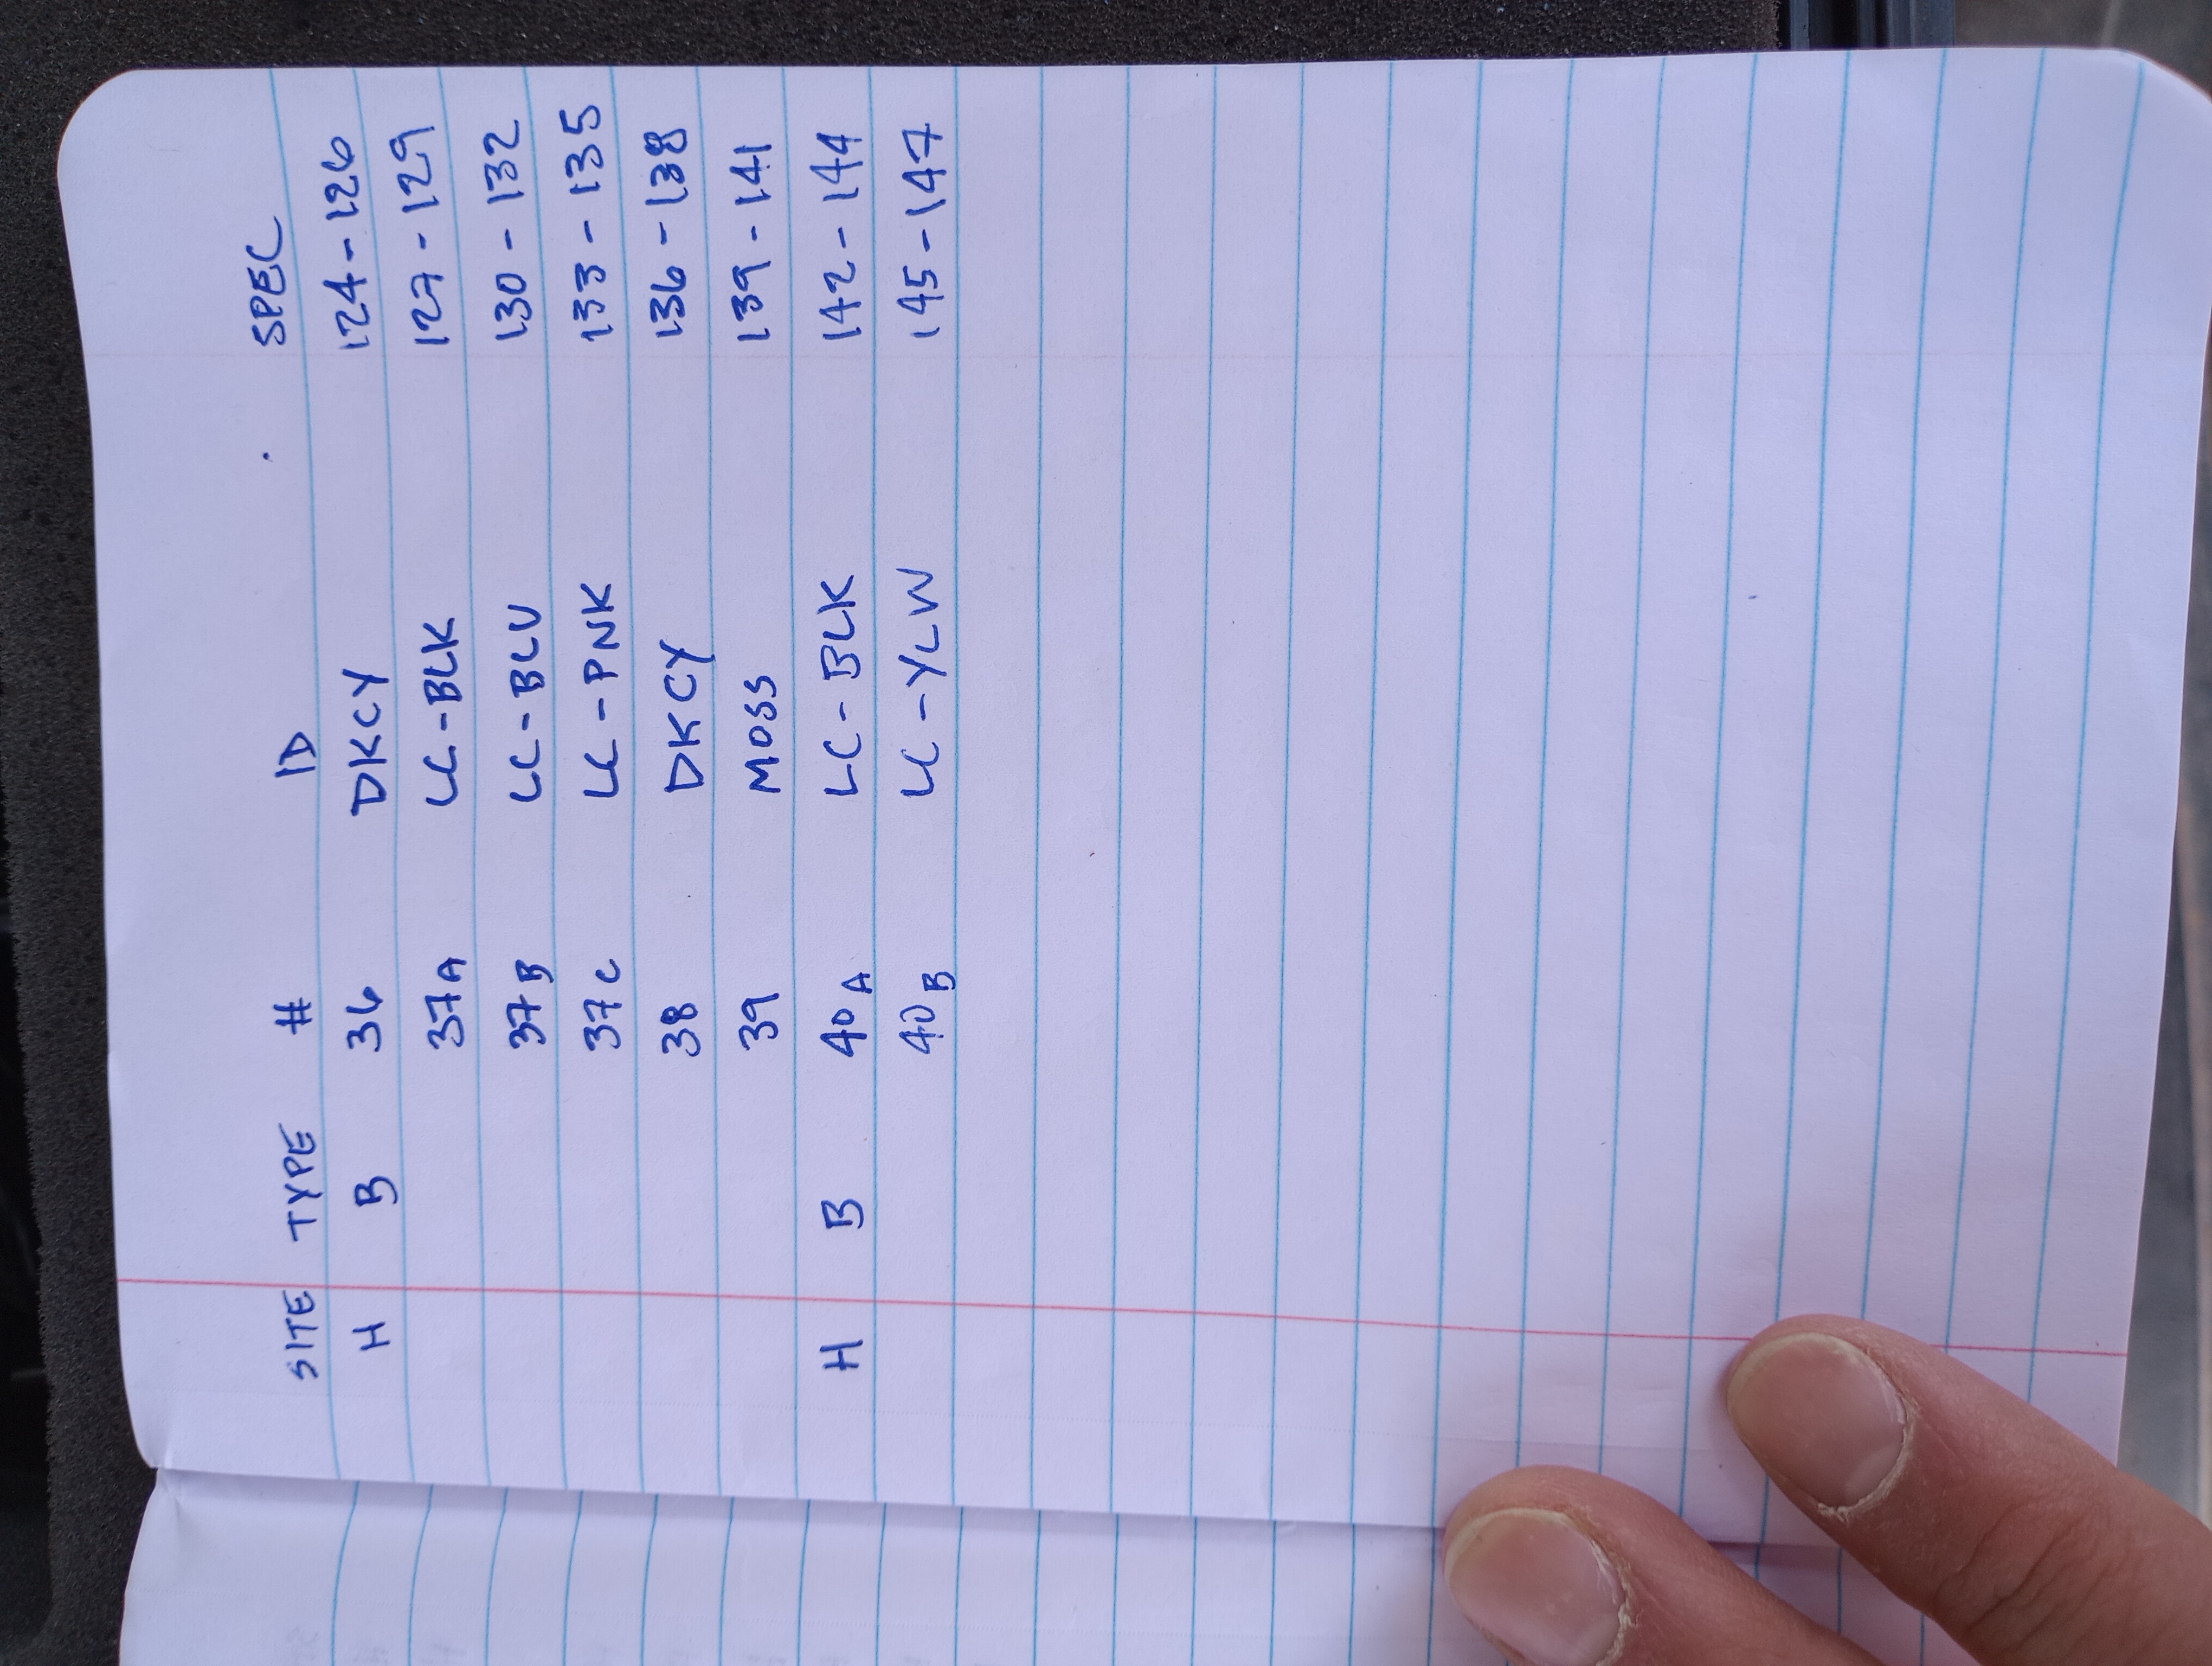 SITE TYPE # ID SPEC
H B 36 DKCY 124-126
37A LC-BLK 127-129
37B LC-BLU 130-132
37C LC-PNK 133-135
38 DKCY 136-138
39 MOSS 139-141
H B 40A LC-BLK 142-144
40B LC-YLW 145-147